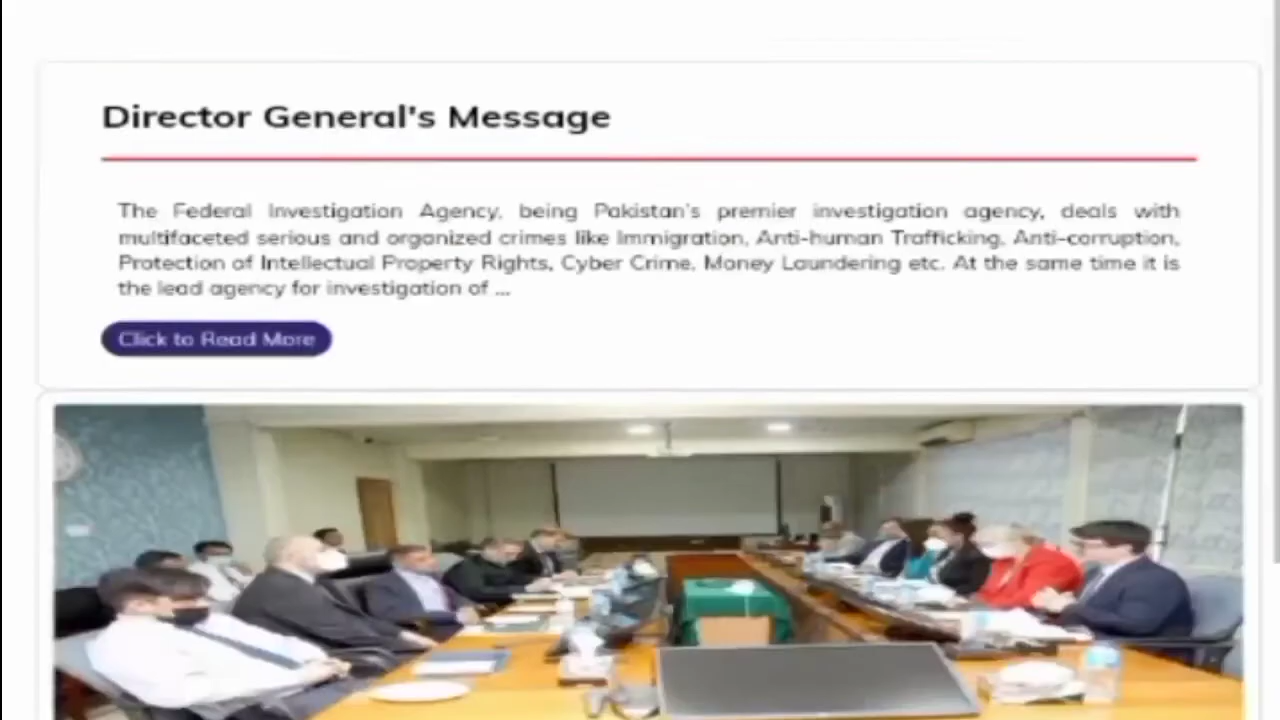 Director General's Message
The Federal Investigation Agency, being Pakistan's premier investigation agency, deals with
multifaceted serious and organized crimes like Immigration, Anti-human Trafficking, Anti-corruption,
Protection of Intellectual Property Rights, Cyber Crime, Money Laundering etc. At the same time it is
the lead agency for investigation of ...
Click to Read More